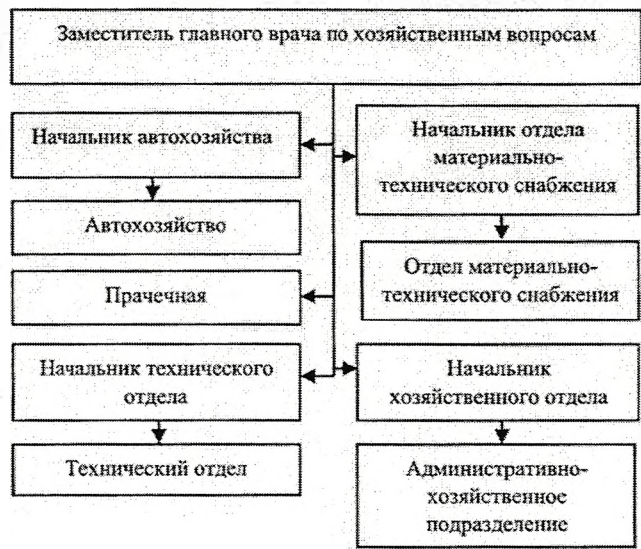 Заместитель главного врача по хозяйственным вопросам
Начальник автохозяйства
Автохозяйство
Прачечная
Начальник технического
отдела
Технический отдел
Начальник отдела
материально-
технического снабжения
Отдел материально-
технического снабжения
Начальник
хозяйственного отдела
Административно-
хозяйственное
подразделение